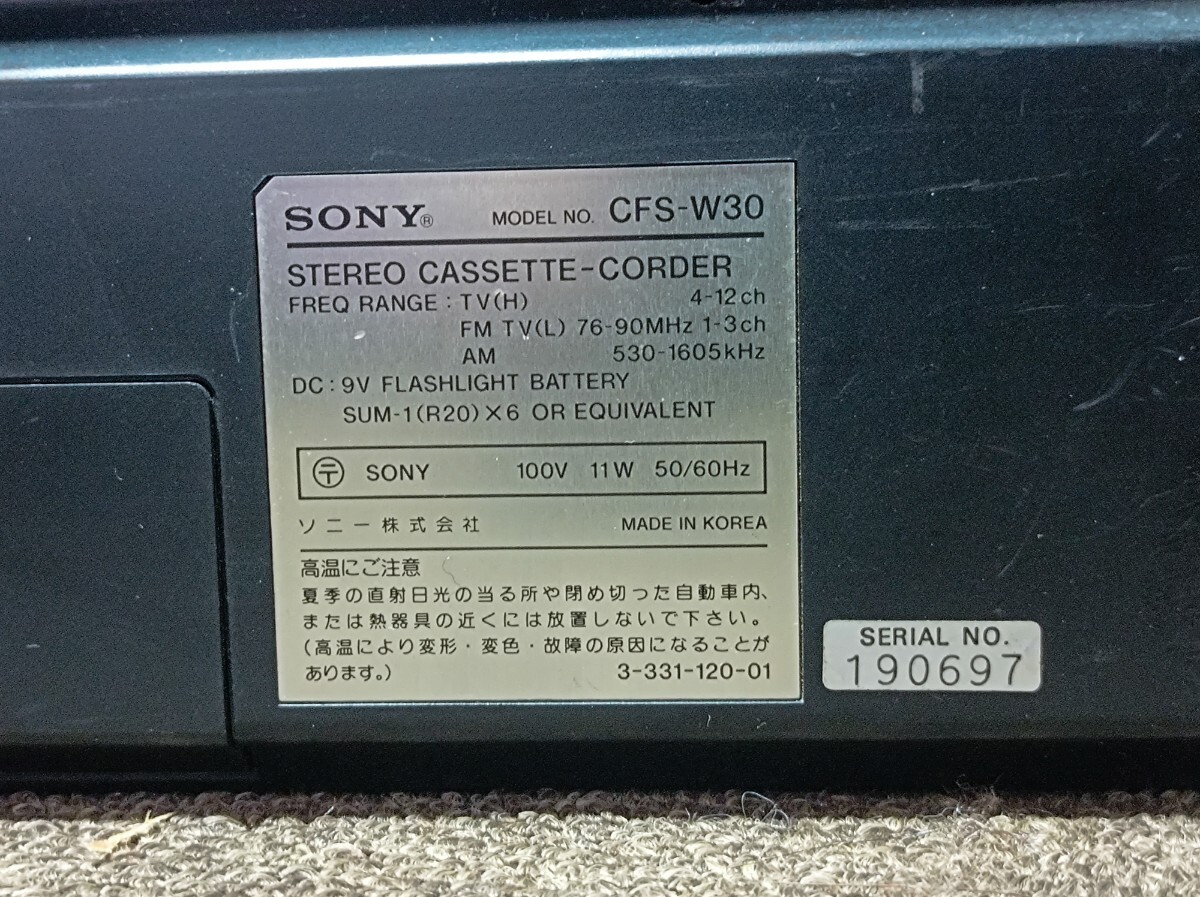 SONY® MODEL NO. CFS-W30
STEREO CASSETTE-CORDER
FREQ RANGE : TV(H) 4-12ch
FM TV(L) 76-90MHz 1-3ch
AM 530-1605kHz
DC : 9V FLASHLIGHT BATTERY
SUM-1(R20)×6 OR EQUIVALENT
〒 SONY 100V 11W 50/60Hz
ソニー株式会社 MADE IN KOREA
高温にご注意
夏季の直射日光の当る所や閉め切った自動車内、
または熱器具の近くには放置しないで下さい。
(高温により変形・変色・故障の原因になることが
あります。) 3-331-120-01
SERIAL NO.
190697